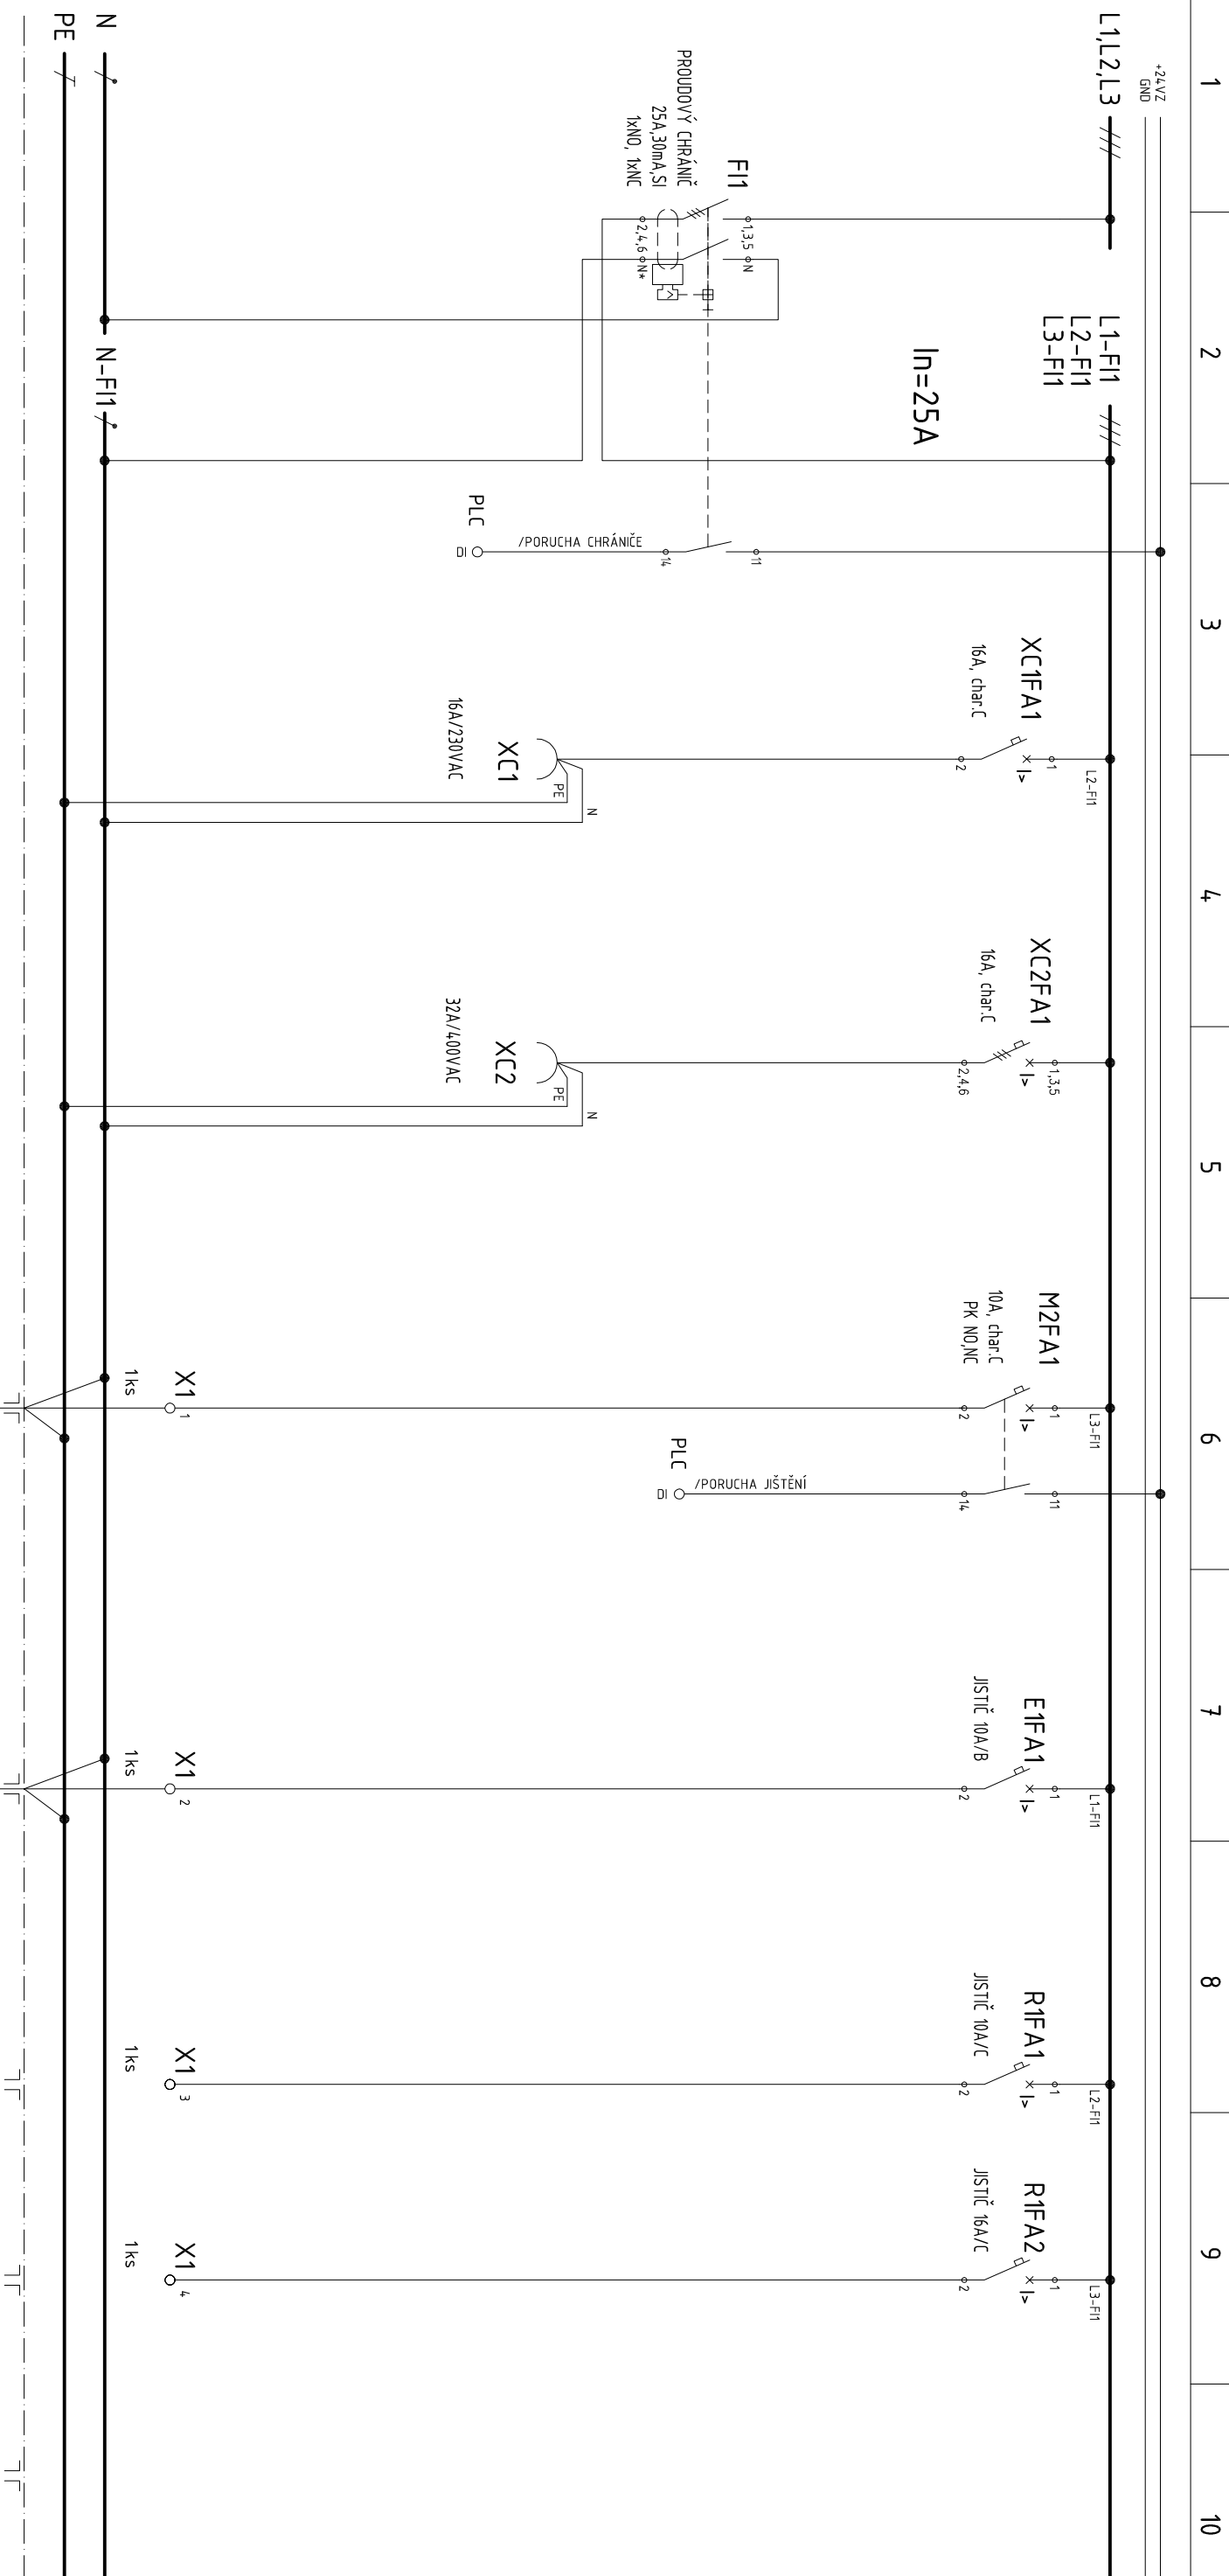 1
2
3
4
5
6
7
8
9
10
+24VZ
GND
L1,L2,L3
L1-FI1
L2-FI1
L3-FI1
In=25A
FI1
PROUDOVÝ CHRÁNIČ
25A,30mA,SI
1xNO, 1xNC
1,3,5
N
2,4,6
N*
11
14
/PORUCHA CHRÁNIČE
PLC
DI
XC1FA1
16A, char.C
L2-FI1
1
I>
2
XC1
16A/230VAC
PE
N
XC2FA1
16A, char.C
1,3,5
I>
2,4,6
XC2
32A/400VAC
PE
N
M2FA1
10A, char.C
PK NO,NC
L3-FI1
1
I>
2
11
14
/PORUCHA JIŠTĚNÍ
PLC
DI
X1
1
1ks
E1FA1
JISTIČ 10A/B
L1-FI1
1
I>
2
X1
2
1ks
R1FA1
JISTIČ 10A/C
L2-FI1
1
I>
2
X1
3
1ks
R1FA2
JISTIČ 16A/C
L3-FI1
1
I>
2
X1
4
1ks
N
N-FI1
PE